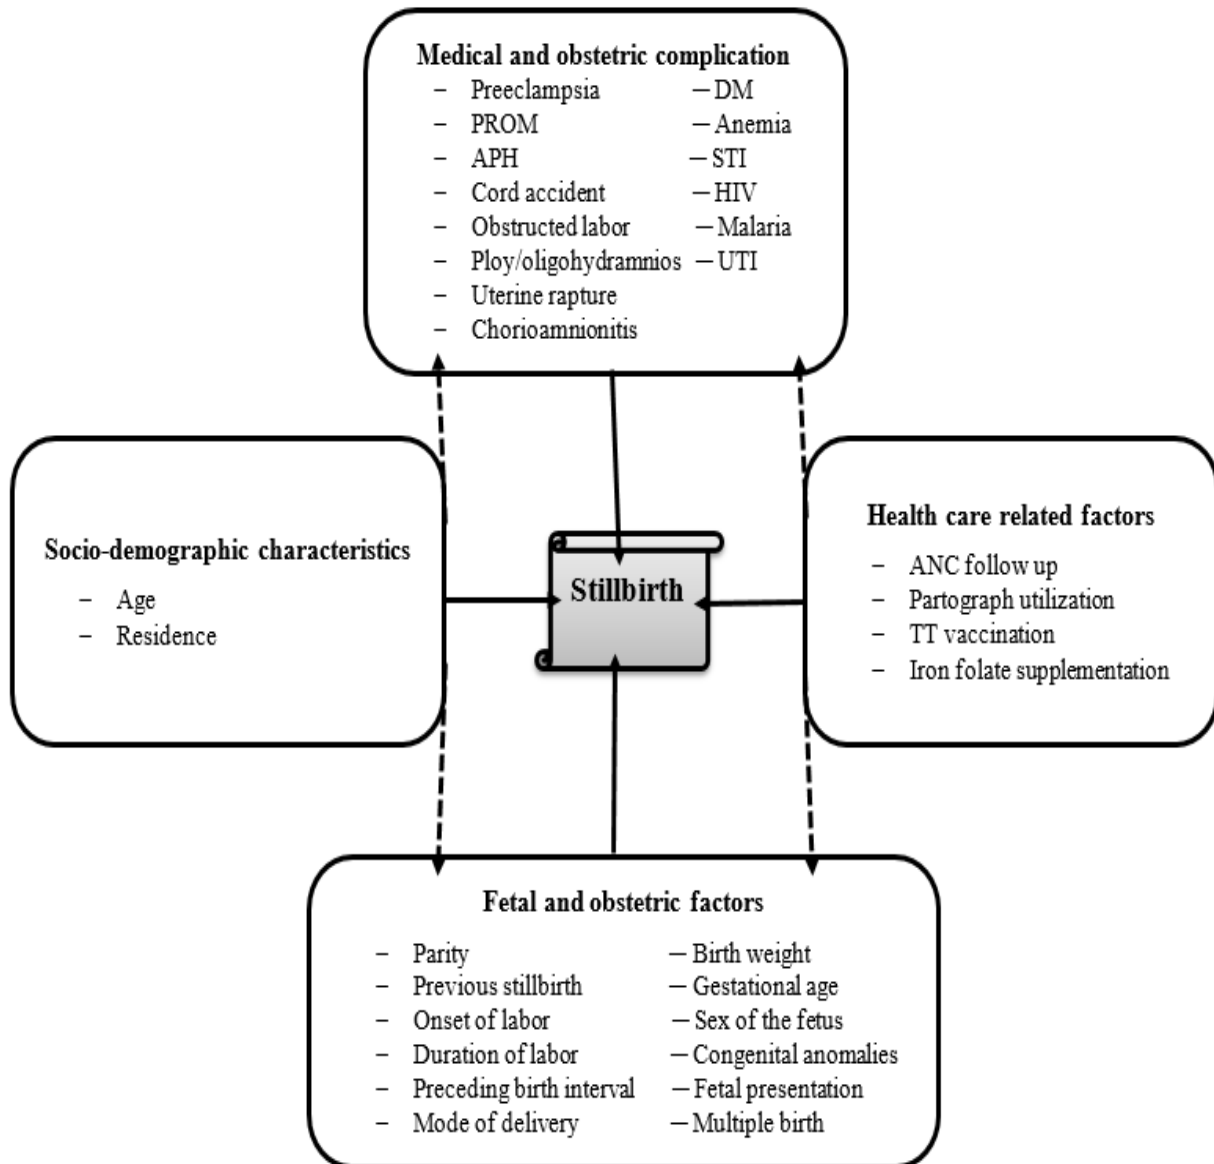 Medical and obstetric complication
– Preeclampsia
– PROM
– APH
– Cord accident
– Obstructed labor
– Ploy/oligohydramnios
– Uterine rapture
– Chorioamnionitis
– DM
– Anemia
– STI
– HIV
– Malaria
– UTI
Socio-demographic characteristics
– Age
– Residence
Stillbirth
Health care related factors
– ANC follow up
– Partograph utilization
– TT vaccination
– Iron folate supplementation
Fetal and obstetric factors
– Parity
– Previous stillbirth
– Onset of labor
– Duration of labor
– Preceding birth interval
– Mode of delivery
– Birth weight
– Gestational age
– Sex of the fetus
– Congenital anomalies
– Fetal presentation
– Multiple birth